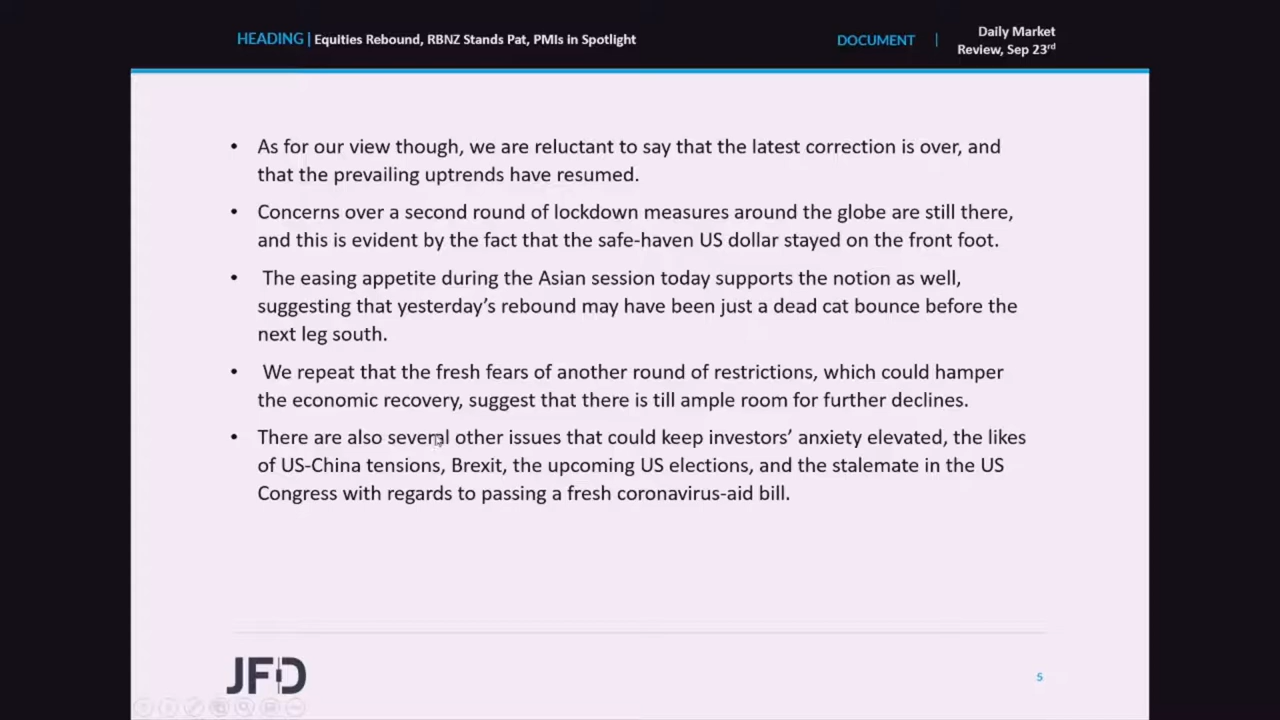 HEADING | Equities Rebound, RBNZ Stands Pat, PMIs in Spotlight
DOCUMENT | Daily Market
Review, Sep 23rd
• As for our view though, we are reluctant to say that the latest correction is over, and
that the prevailing uptrends have resumed.
• Concerns over a second round of lockdown measures around the globe are still there,
and this is evident by the fact that the safe-haven US dollar stayed on the front foot.
• The easing appetite during the Asian session today supports the notion as well,
suggesting that yesterday’s rebound may have been just a dead cat bounce before the
next leg south.
• We repeat that the fresh fears of another round of restrictions, which could hamper
the economic recovery, suggest that there is till ample room for further declines.
• There are also several other issues that could keep investors’ anxiety elevated, the likes
of US-China tensions, Brexit, the upcoming US elections, and the stalemate in the US
Congress with regards to passing a fresh coronavirus-aid bill.
JFD
5